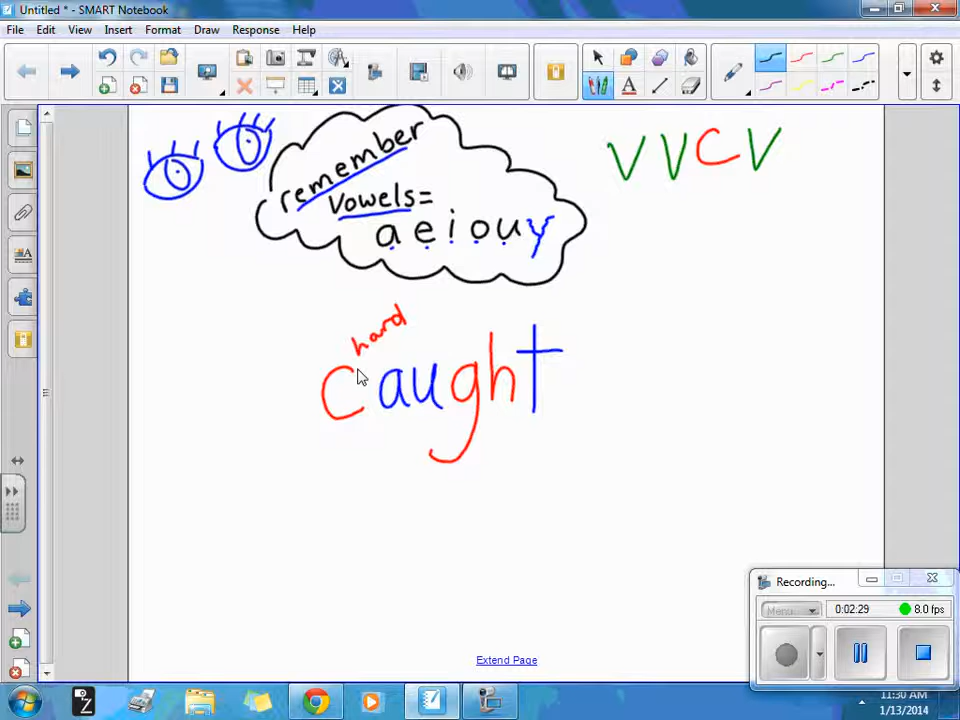 Untitled * - SMART Notebook
File Edit View Insert Format Draw Response Help
A
remember
Vowels=
a e i o u y
V V C V
hard
caught
Extend Page
Recording...
Menu
0:02:29
8.0 fps
11:30 AM
1/13/2014